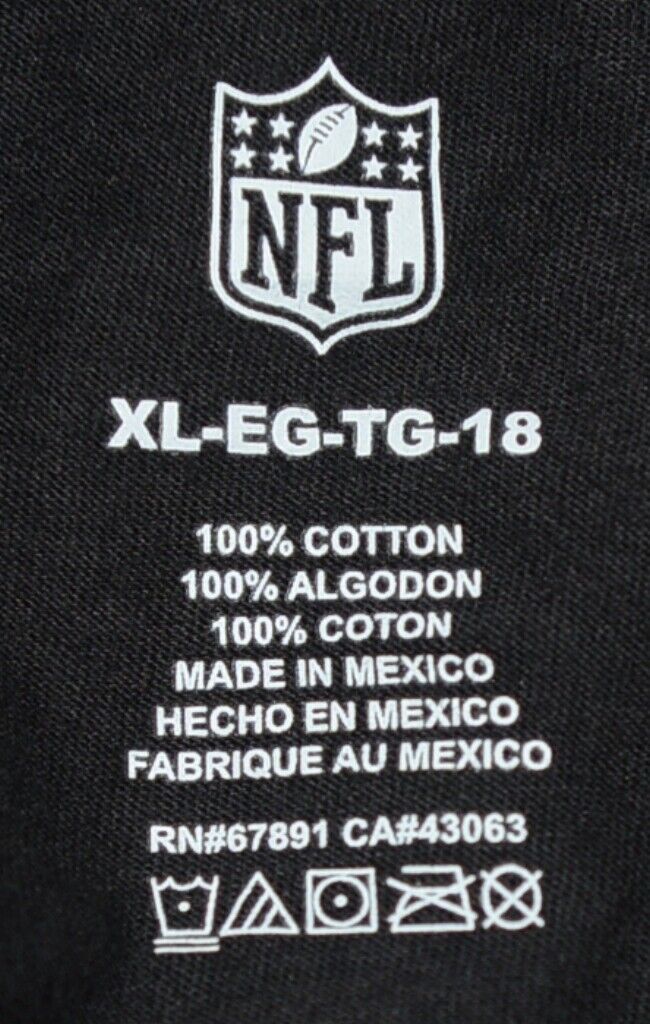 NFL
XL-EG-TG-18
100% COTTON
100% ALGODON
100% COTON
MADE IN MEXICO
HECHO EN MEXICO
FABRIQUE AU MEXICO
RN#67891 CA#43063